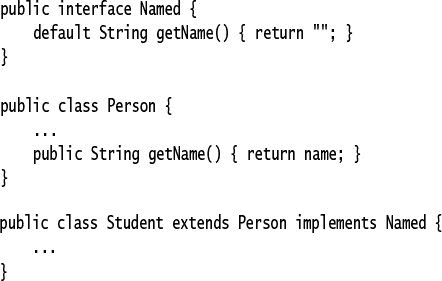 public interface Named {
    default String getName() { return ""; }
}
public class Person {
    ...
    public String getName() { return name; }
}
public class Student extends Person implements Named {
    ...
}